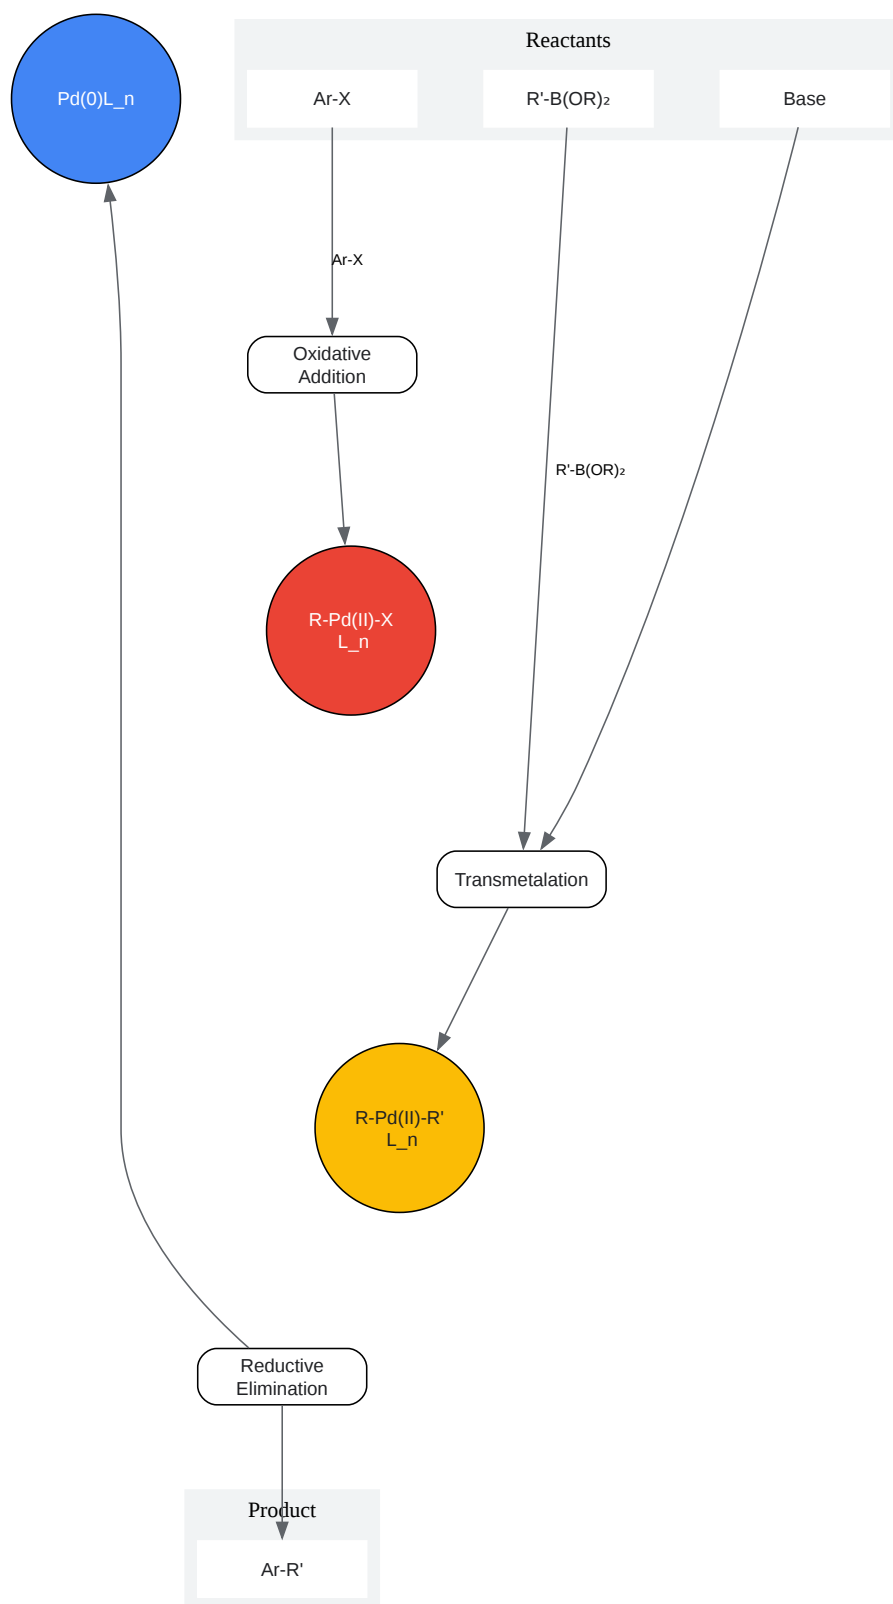 Reactants
Pd(0)L_n
Ar-X
R'-B(OR)₂
Base
Ar-X
Oxidative
Addition
R'-B(OR)₂
R-Pd(II)-X
L_n
Transmetalation
R-Pd(II)-R'
L_n
Reductive
Elimination
Product
Ar-R'